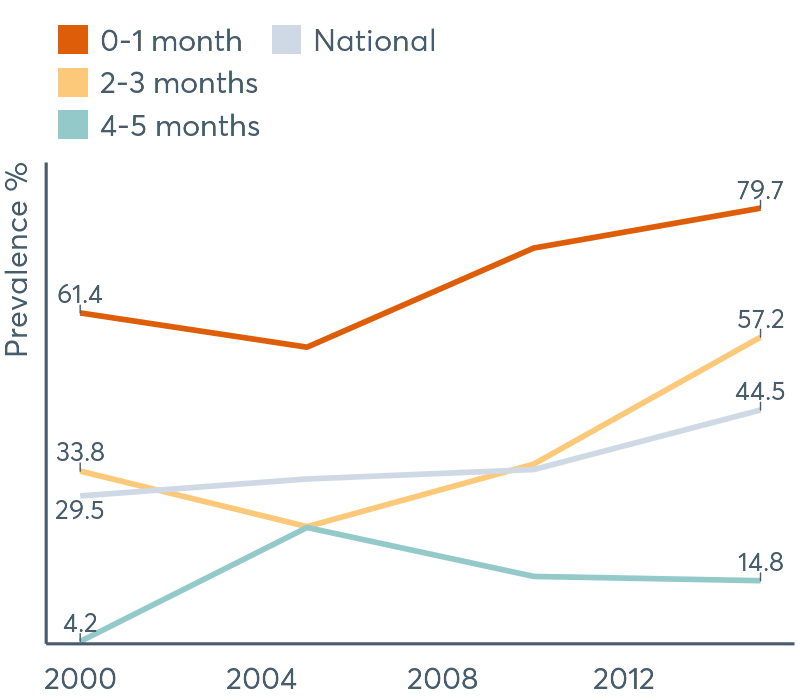 0-1 month National
2-3 months
4-5 months
Prevalence %
79.7
61.4
57.2
44.5
33.8
29.5
14.8
4.2
2000 2004 2008 2012